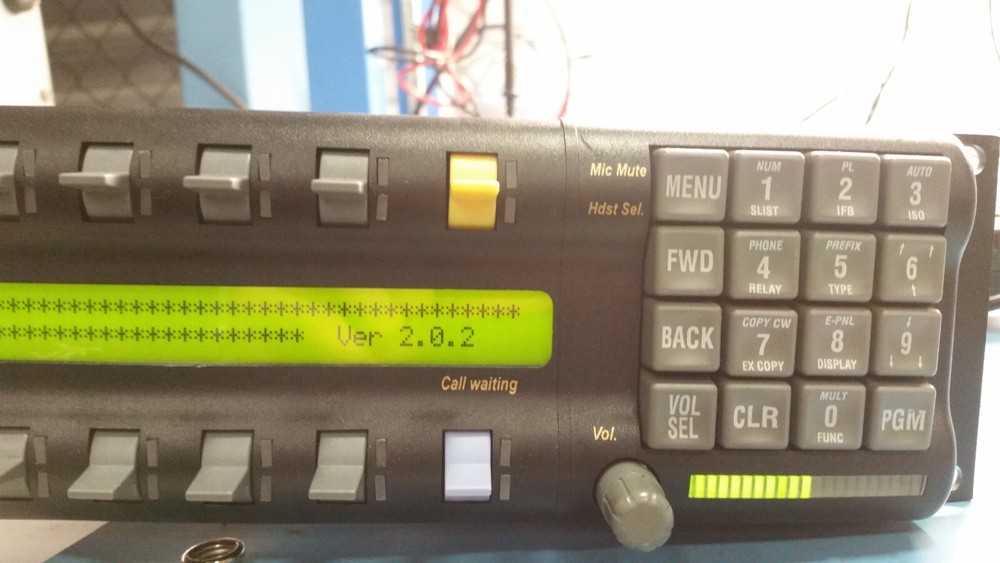 Mic Mute
Hdst Sel.
**********************************
******************** Ver 2.0.2
Call waiting
Vol.
MENU
NUM
1
SLIST
PL
2
IFB
AUTO
3
ISO
FWD
PHONE
4
RELAY
PREFIX
5
TYPE
↑ ↑
6
↑
BACK
COPY CW
7
EX COPY
E-PNL
8
DISPLAY
↓
9
↓ ↓
VOL
SEL
CLR
MULT
0
FUNC
PGM